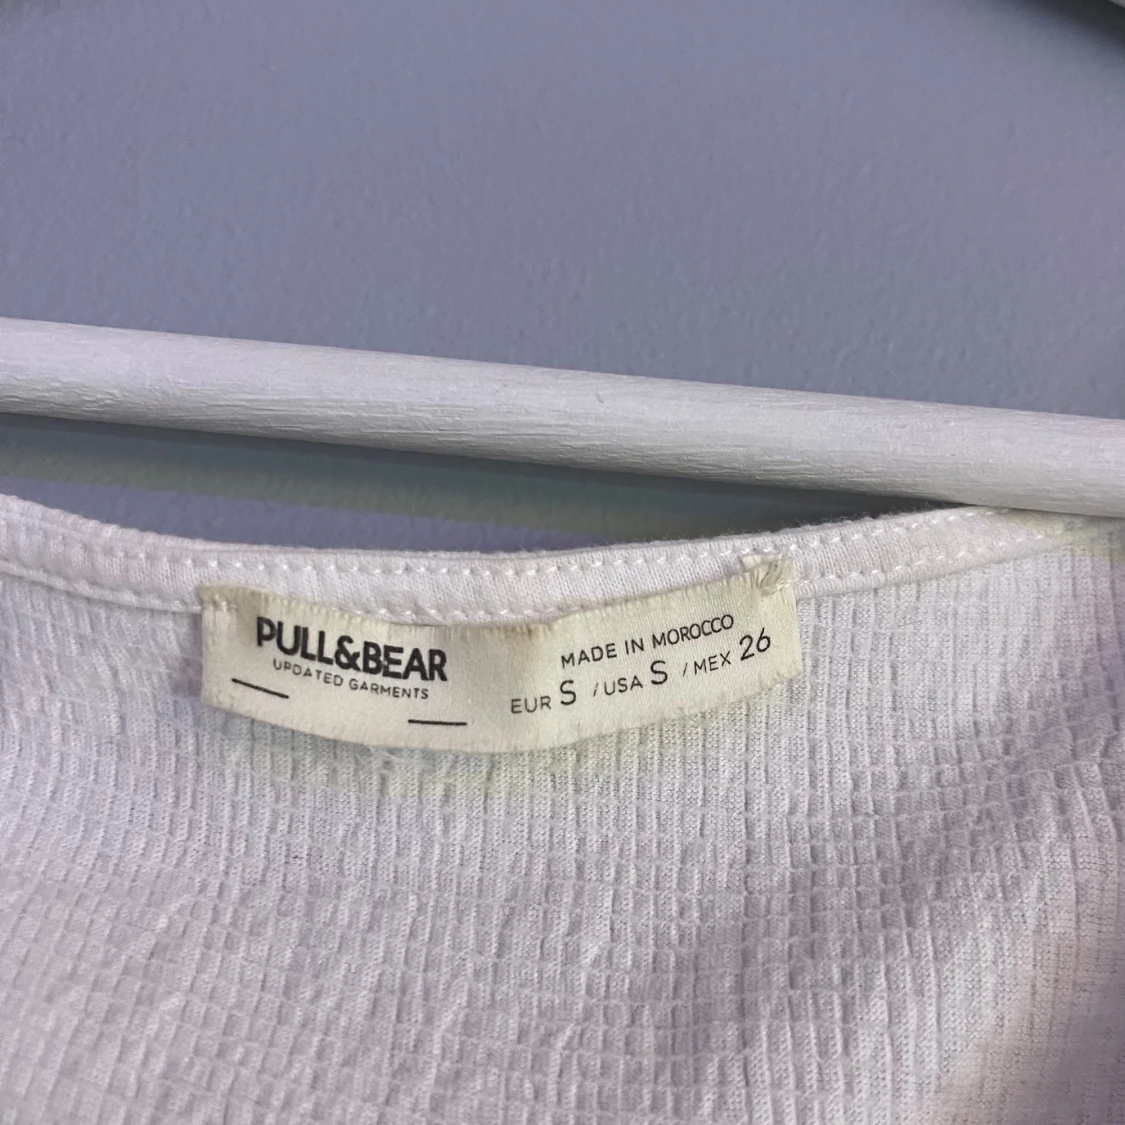 PULL&BEAR
UPDATED GARMENTS
MADE IN MOROCCO
EUR S / USA S / MEX 26